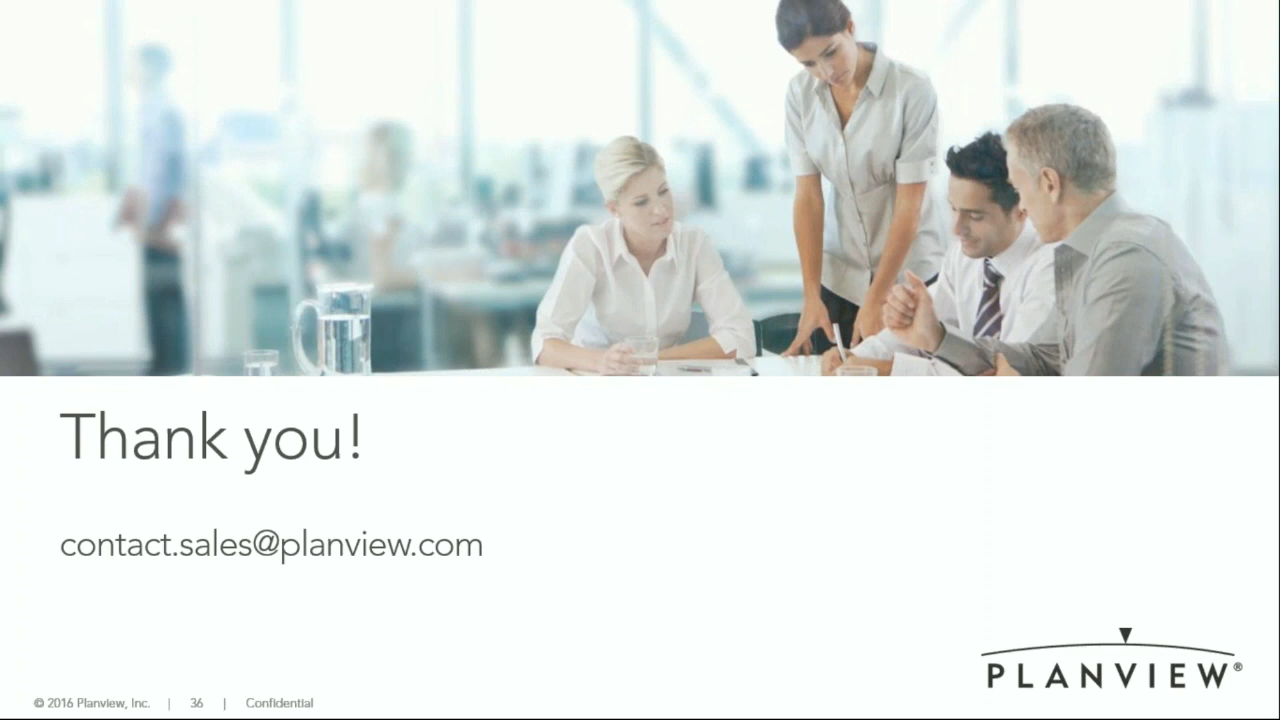 Thank you!
contact.sales@planview.com
PLANVIEW®
© 2016 Planview, Inc. | 36 | Confidential